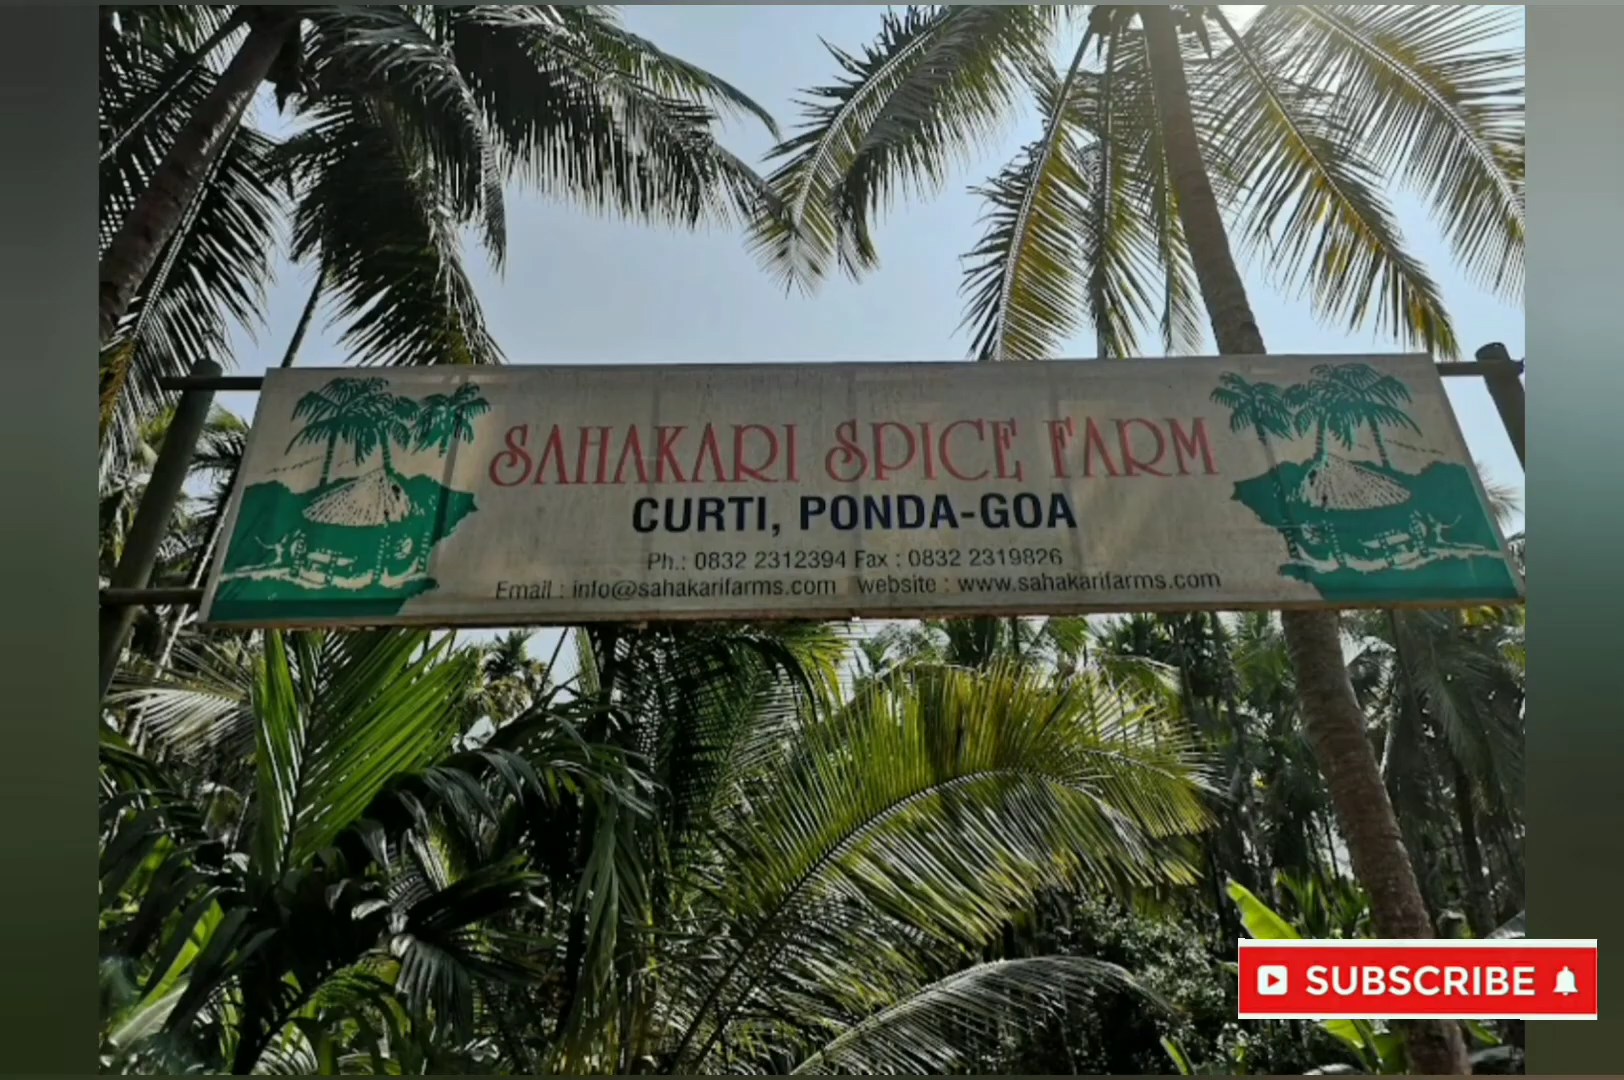 SAHAKARI SPICE FARM
CURTI, PONDA-GOA
Ph.: 0832 2312394 Fax : 0832 2319826
Email : info@sahakarifarms.com website : www.sahakarifarms.com
SUBSCRIBE